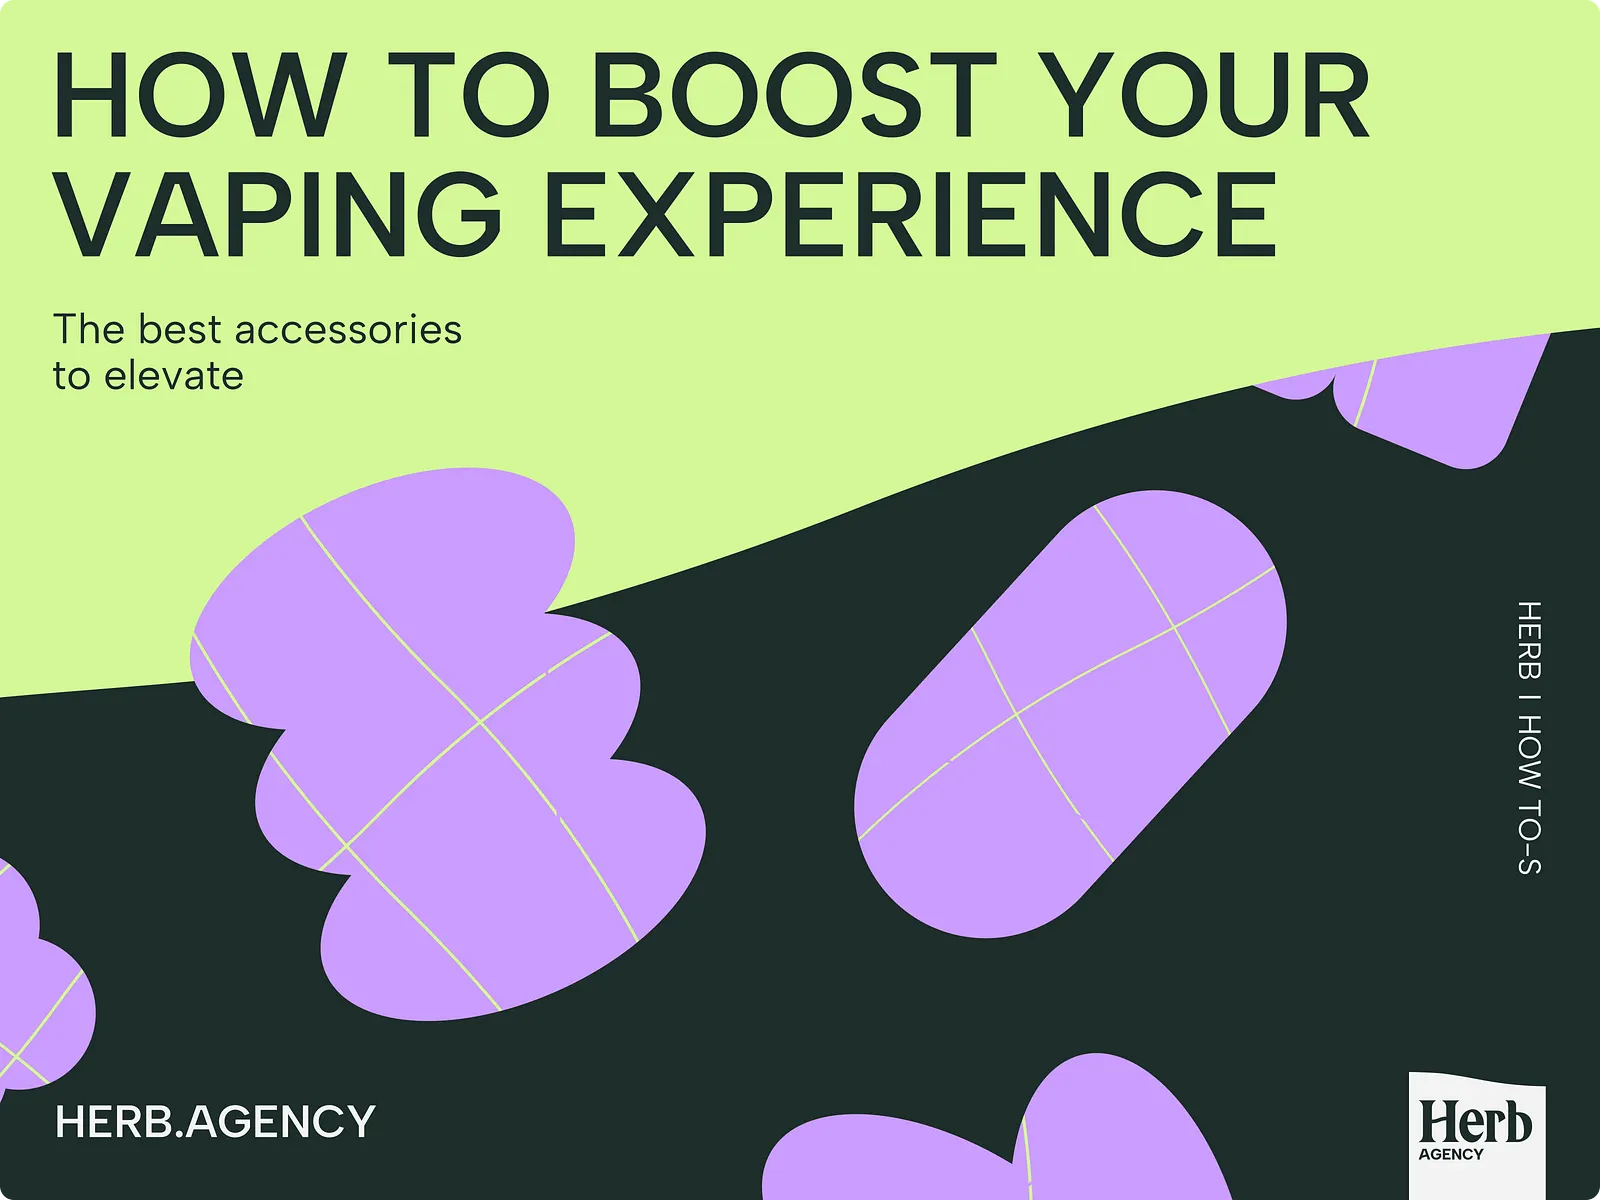 HOW TO BOOST YOUR
VAPING EXPERIENCE
The best accessories
to elevate
HERB I HOW TO–S
HERB.AGENCY
Herb
AGENCY